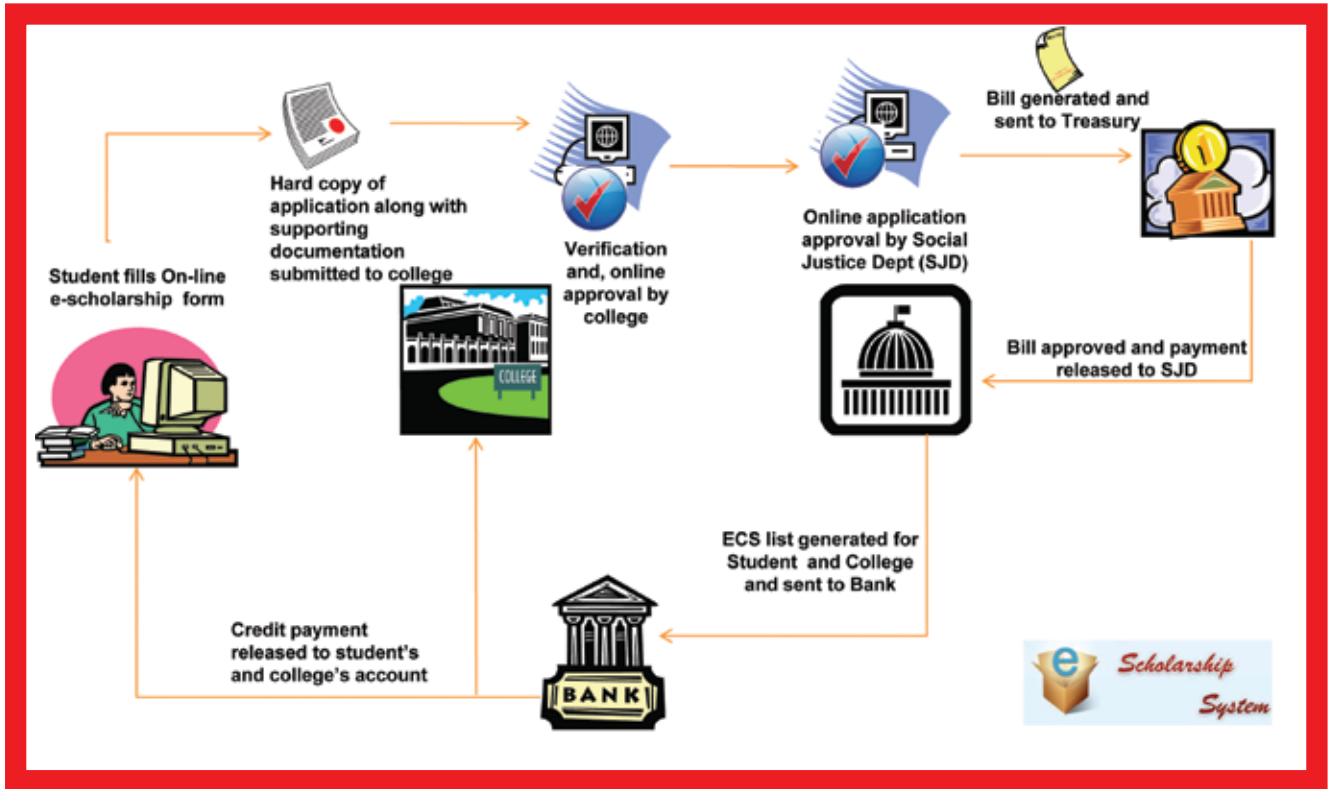 Student fills On-line
e-scholarship form
Hard copy of
application along with
supporting
documentation
submitted to college
COLLEGE
Verification
and, online
approval by
college
Online application
approval by Social
Justice Dept (SJD)
Bill generated and
sent to Treasury
Bill approved and payment
released to SJD
ECS list generated for
Student and College
and sent to Bank
BANK
Credit payment
released to student's
and college's account
e Scholarship
System